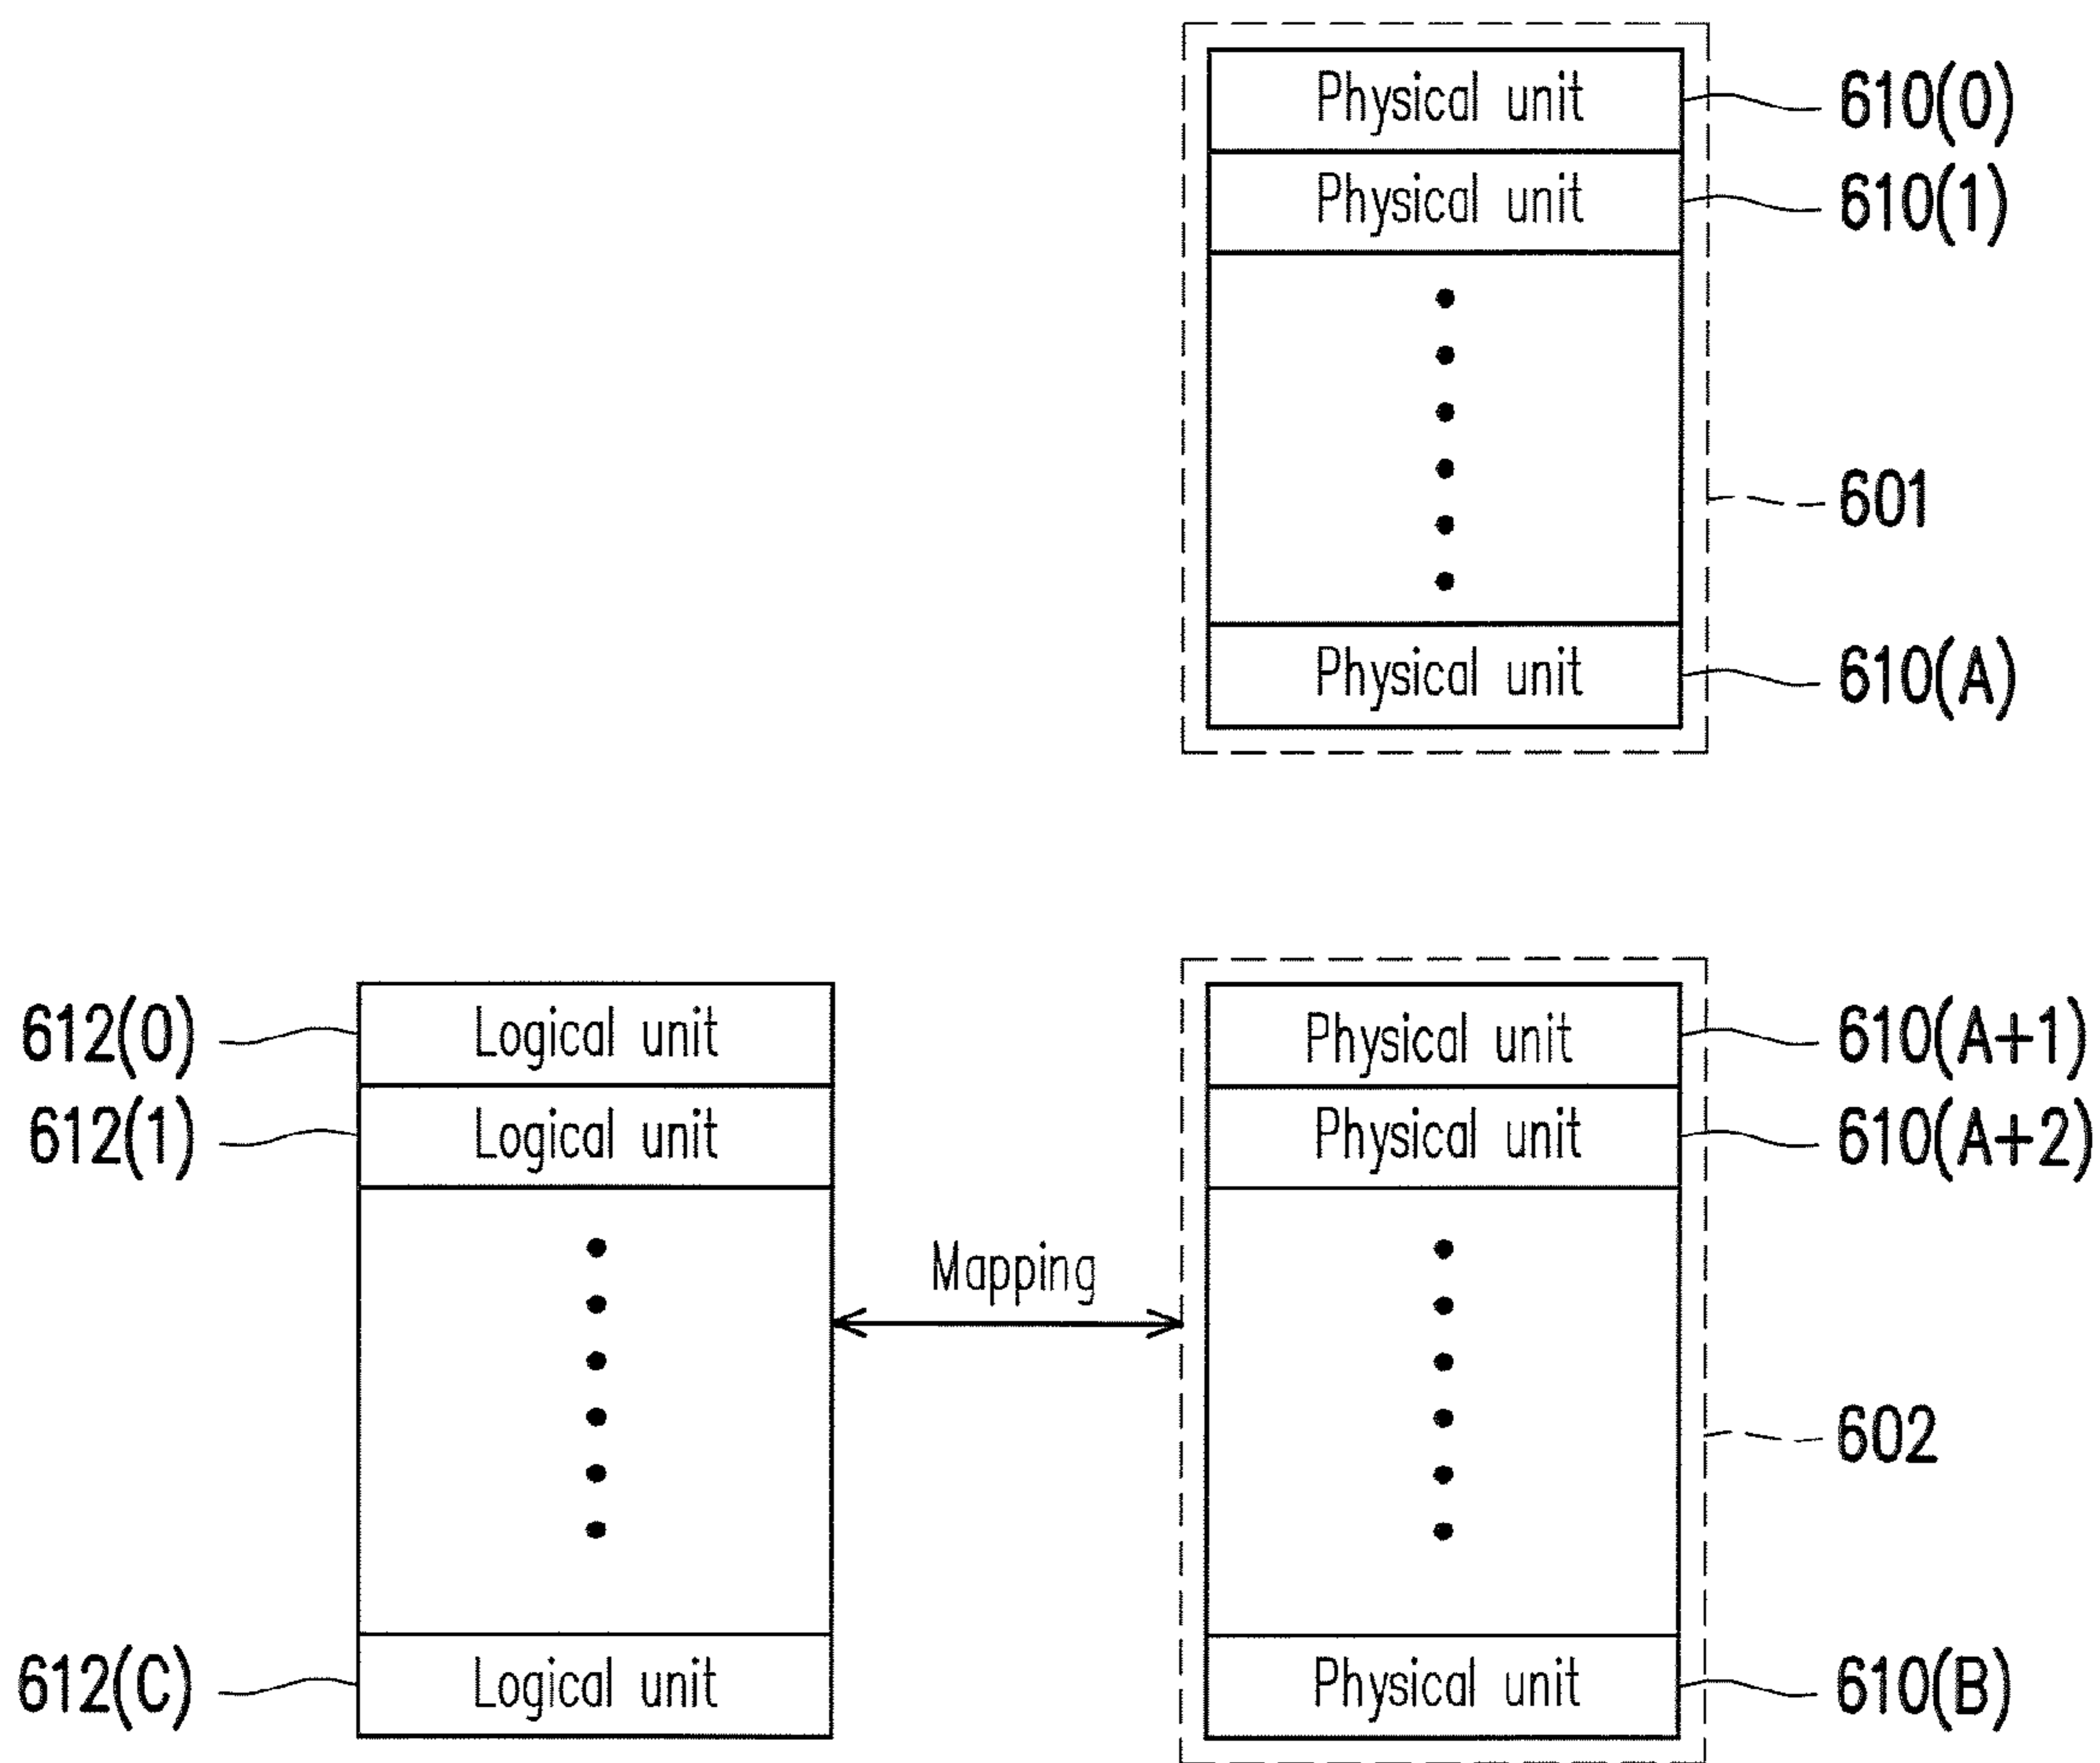 Physical unit 610(0)
Physical unit 610(1)
601
Physical unit 610(A)
612(0) Logical unit Physical unit 610(A+1)
612(1) Logical unit Physical unit 610(A+2)
Mapping
602
612(C) Logical unit Physical unit 610(B)